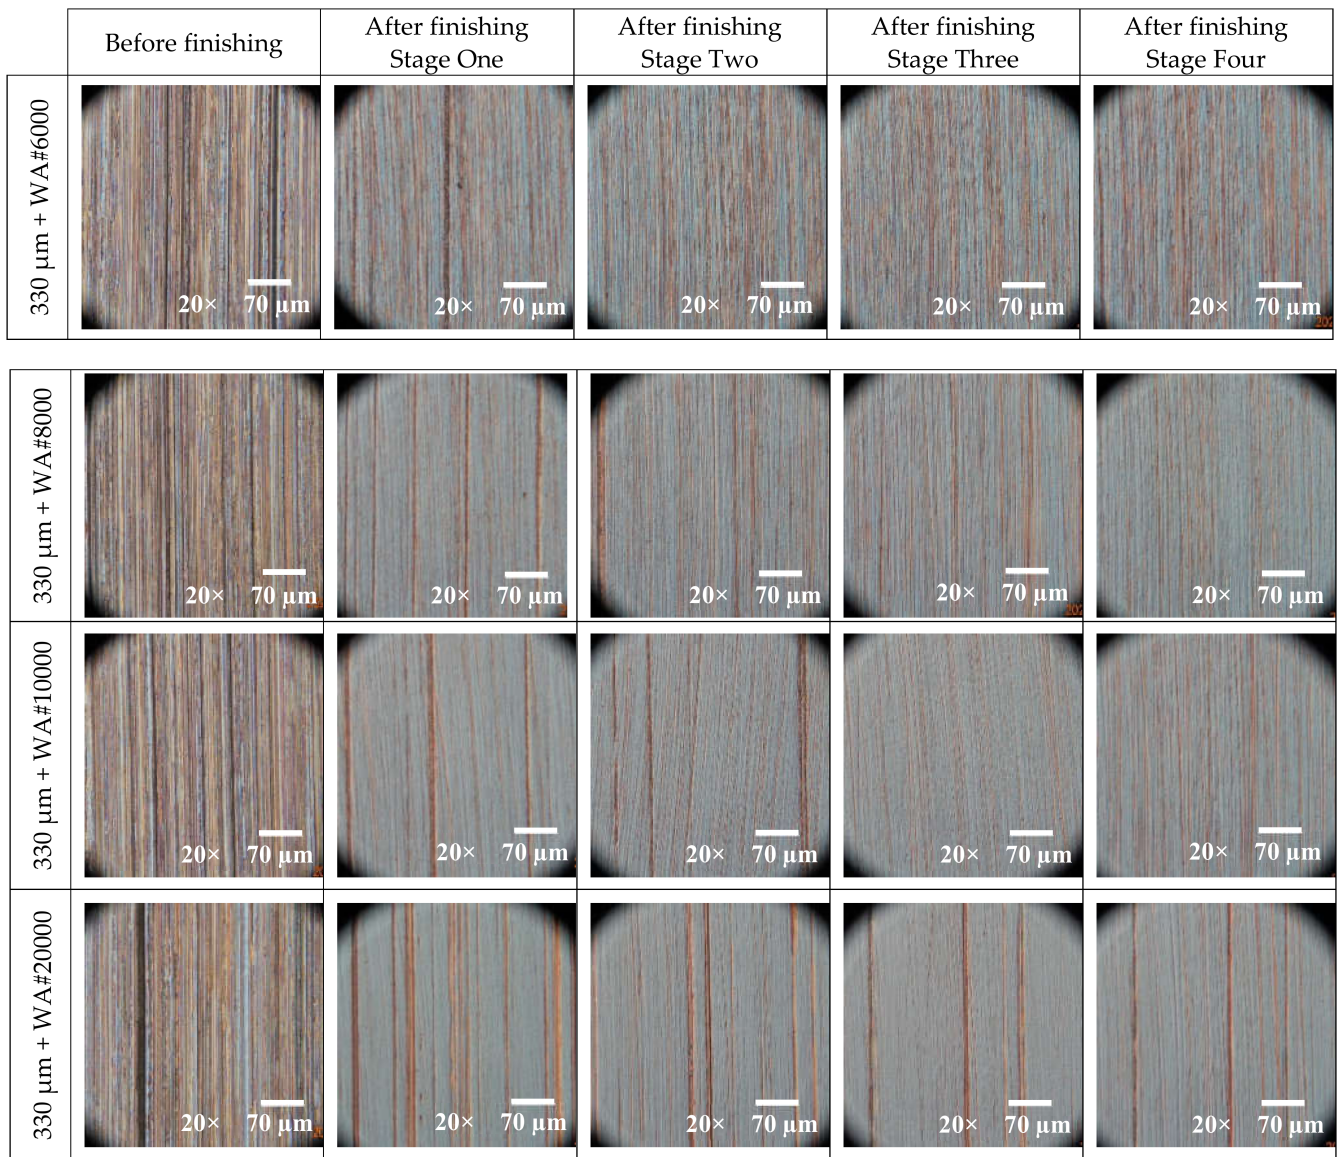 Before finishing
After finishing
Stage One
After finishing
Stage Two
After finishing
Stage Three
After finishing
Stage Four
330 µm + WA#6000
20× 70 µm
20× 70 µm
20× 70 µm
20× 70 µm
20× 70 µm
330 µm + WA#8000
20× 70 µm
20× 70 µm
20× 70 µm
20× 70 µm
20× 70 µm
330 µm + WA#10000
20× 70 µm
20× 70 µm
20× 70 µm
20× 70 µm
20× 70 µm
330 µm + WA#20000
20× 70 µm
20× 70 µm
20× 70 µm
20× 70 µm
20× 70 µm